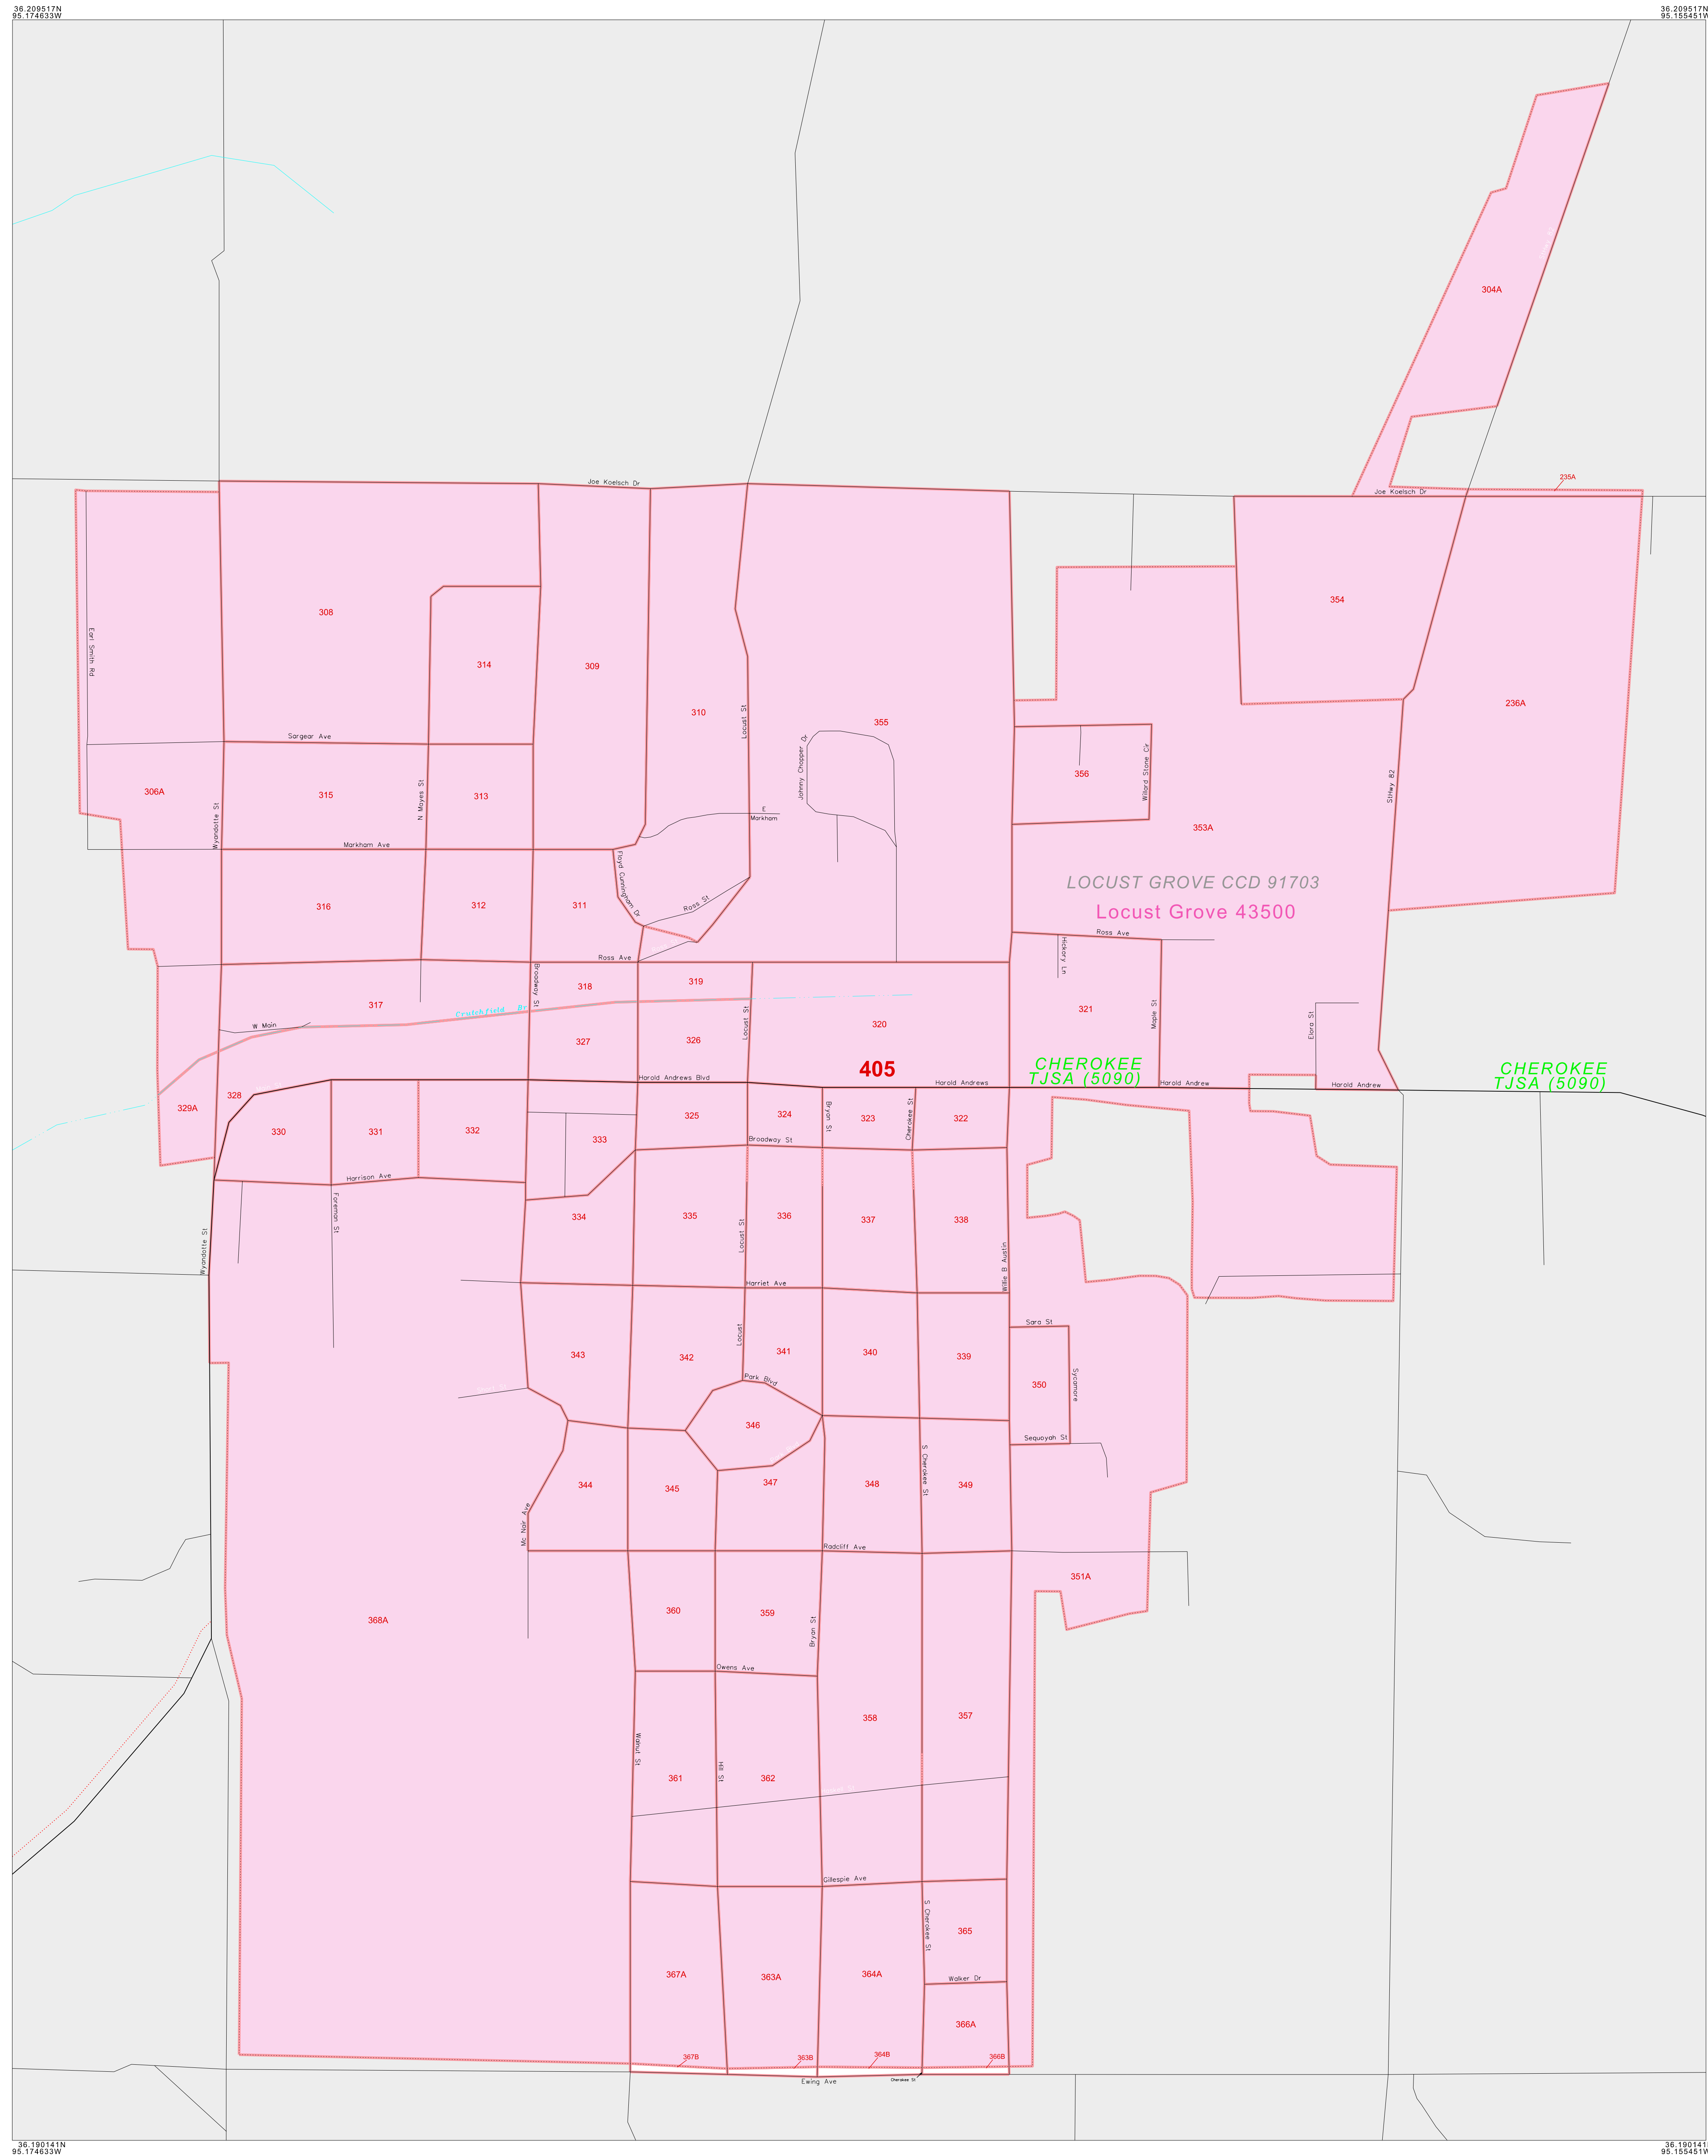 36.209517N
95.174633W
36.209517N
95.155451W
304A
235A
Joe Koelsch Dr
Joe Koelsch Dr
354
308
Earl Smith Rd
314
309
310
236A
Locust St
355
Sargear Ave
Johnny Chopper Dr
356
Willard Stone Cir
StHwy 82
306A
315
N Mayes St
313
Wyandotte St
E
Markham
353A
Markham Ave
Floyd Cunningham Dr
LOCUST GROVE CCD 91703
Locust Grove 43500
316
312
311
Ross St
Ross Ave
Hickory Ln
Ross Ave
Broadway St
318
319
317
Crutchfield Br
Locust St
320
321
Maple St
Elora St
W Main
327
326
405
CHEROKEE
TJSA (5090)
CHEROKEE
TJSA (5090)
Harold Andrews Blvd
Harold Andrews
Harold Andrew
Harold Andrew
328
329A
330
331
332
333
325
324
Bryan St
323
Cherokee St
322
Broadway St
Harrison Ave
Foreman St
334
335
336
337
338
Locust St
Wyandotte St
Willie B Austin
Harriet Ave
Sara St
343
342
Locust
341
340
339
350
Sycamore
Park Blvd
346
Sequoyah St
344
345
347
348
S Cherokee St
349
Mc Nair Ave
Radcliff Ave
351A
368A
360
359
Bryan St
Owens Ave
358
357
Walnut St
361
Hill St
362
Gillespie Ave
S Cherokee St
365
367A
363A
364A
Walker Dr
366A
367B
363B
364B
366B
Ewing Ave
Cherokee St
36.190141N
95.174633W
36.190141N
95.155451W